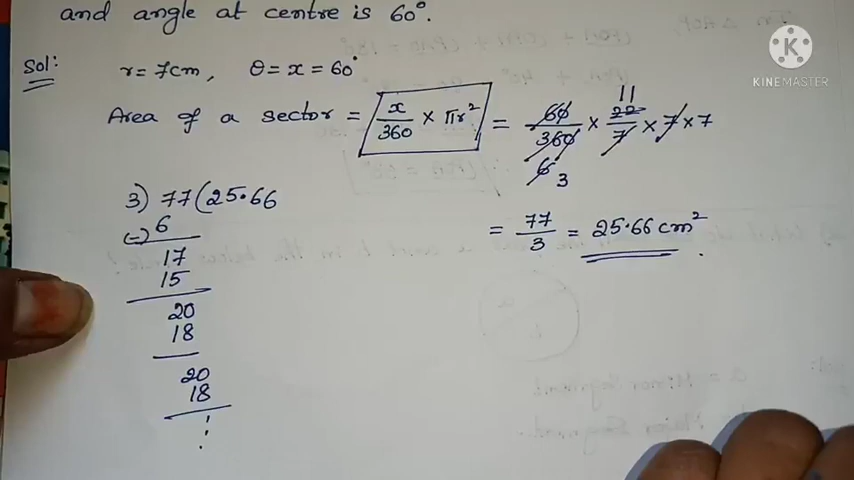 and angle at centre is 60°.
Sol:
r = 7cm, θ = x = 60°
Area of a sector = x/360 × πr² = 60/360 × 22/7 × 7 × 7
11
6 3
3) 77 (25.66
(-) 6
17
15
20
18
20
18
⋮
= 77/3 = 25.66 cm².
K
KINEMASTER